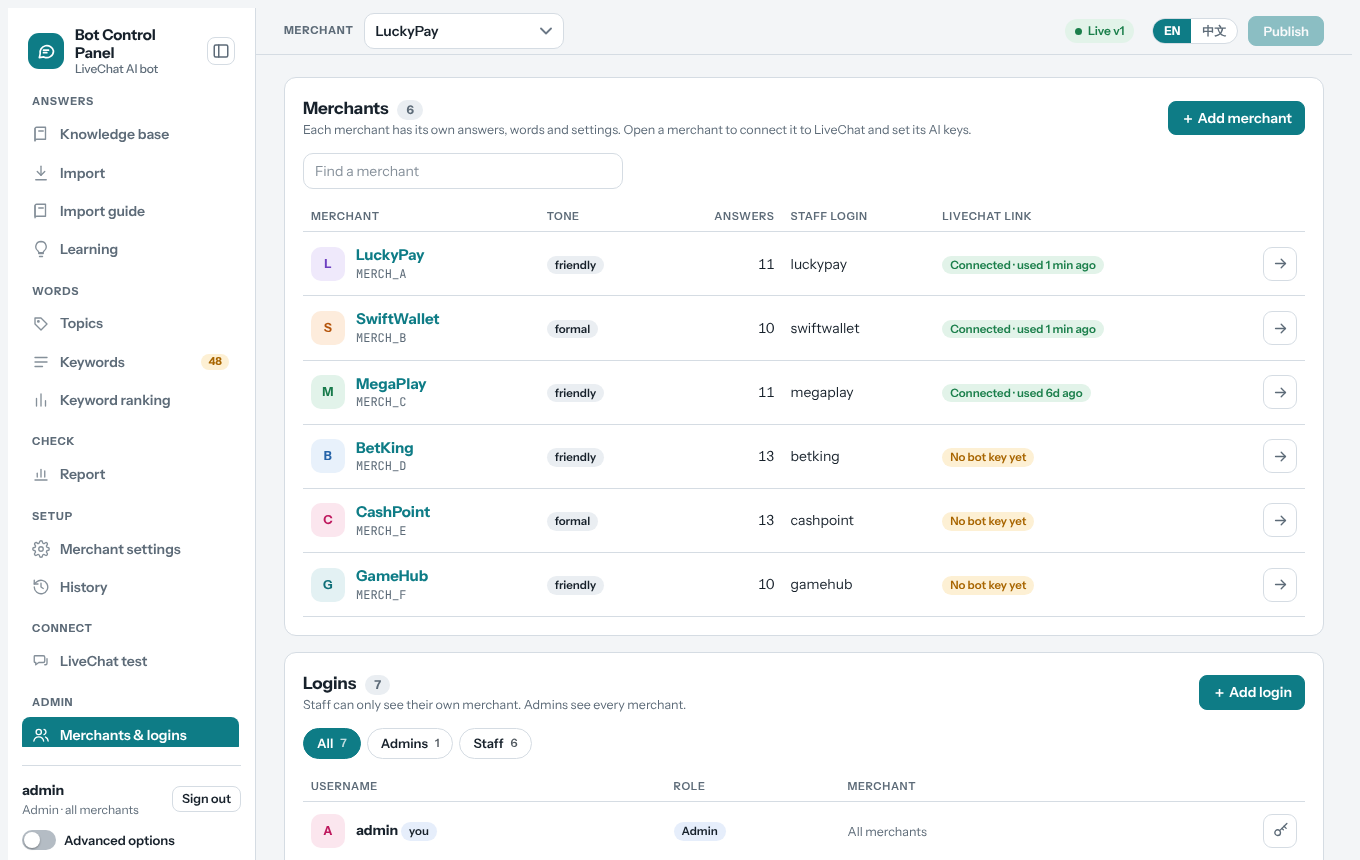 Bot Control
Panel
LiveChat AI bot
ANSWERS
Knowledge base
Import
Import guide
Learning
WORDS
Topics
Keywords 48
Keyword ranking
CHECK
Report
SETUP
Merchant settings
History
CONNECT
LiveChat test
ADMIN
Merchants & logins
admin
Admin · all merchants
Sign out
Advanced options
MERCHANT LuckyPay
Live v1
EN 中文
Publish
Merchants 6
Each merchant has its own answers, words and settings. Open a merchant to connect it to LiveChat and set its AI keys.
+ Add merchant
Find a merchant
MERCHANT TONE ANSWERS STAFF LOGIN LIVECHAT LINK
L LuckyPay friendly 11 luckypay Connected · used 1 min ago →
MERCH_A
S SwiftWallet formal 10 swiftwallet Connected · used 1 min ago →
MERCH_B
M MegaPlay friendly 11 megaplay Connected · used 6d ago →
MERCH_C
B BetKing friendly 13 betking No bot key yet →
MERCH_D
C CashPoint formal 13 cashpoint No bot key yet →
MERCH_E
G GameHub friendly 10 gamehub No bot key yet →
MERCH_F
Logins 7
Staff can only see their own merchant. Admins see every merchant.
+ Add login
All 7 Admins 1 Staff 6
USERNAME ROLE MERCHANT
A admin you Admin All merchants